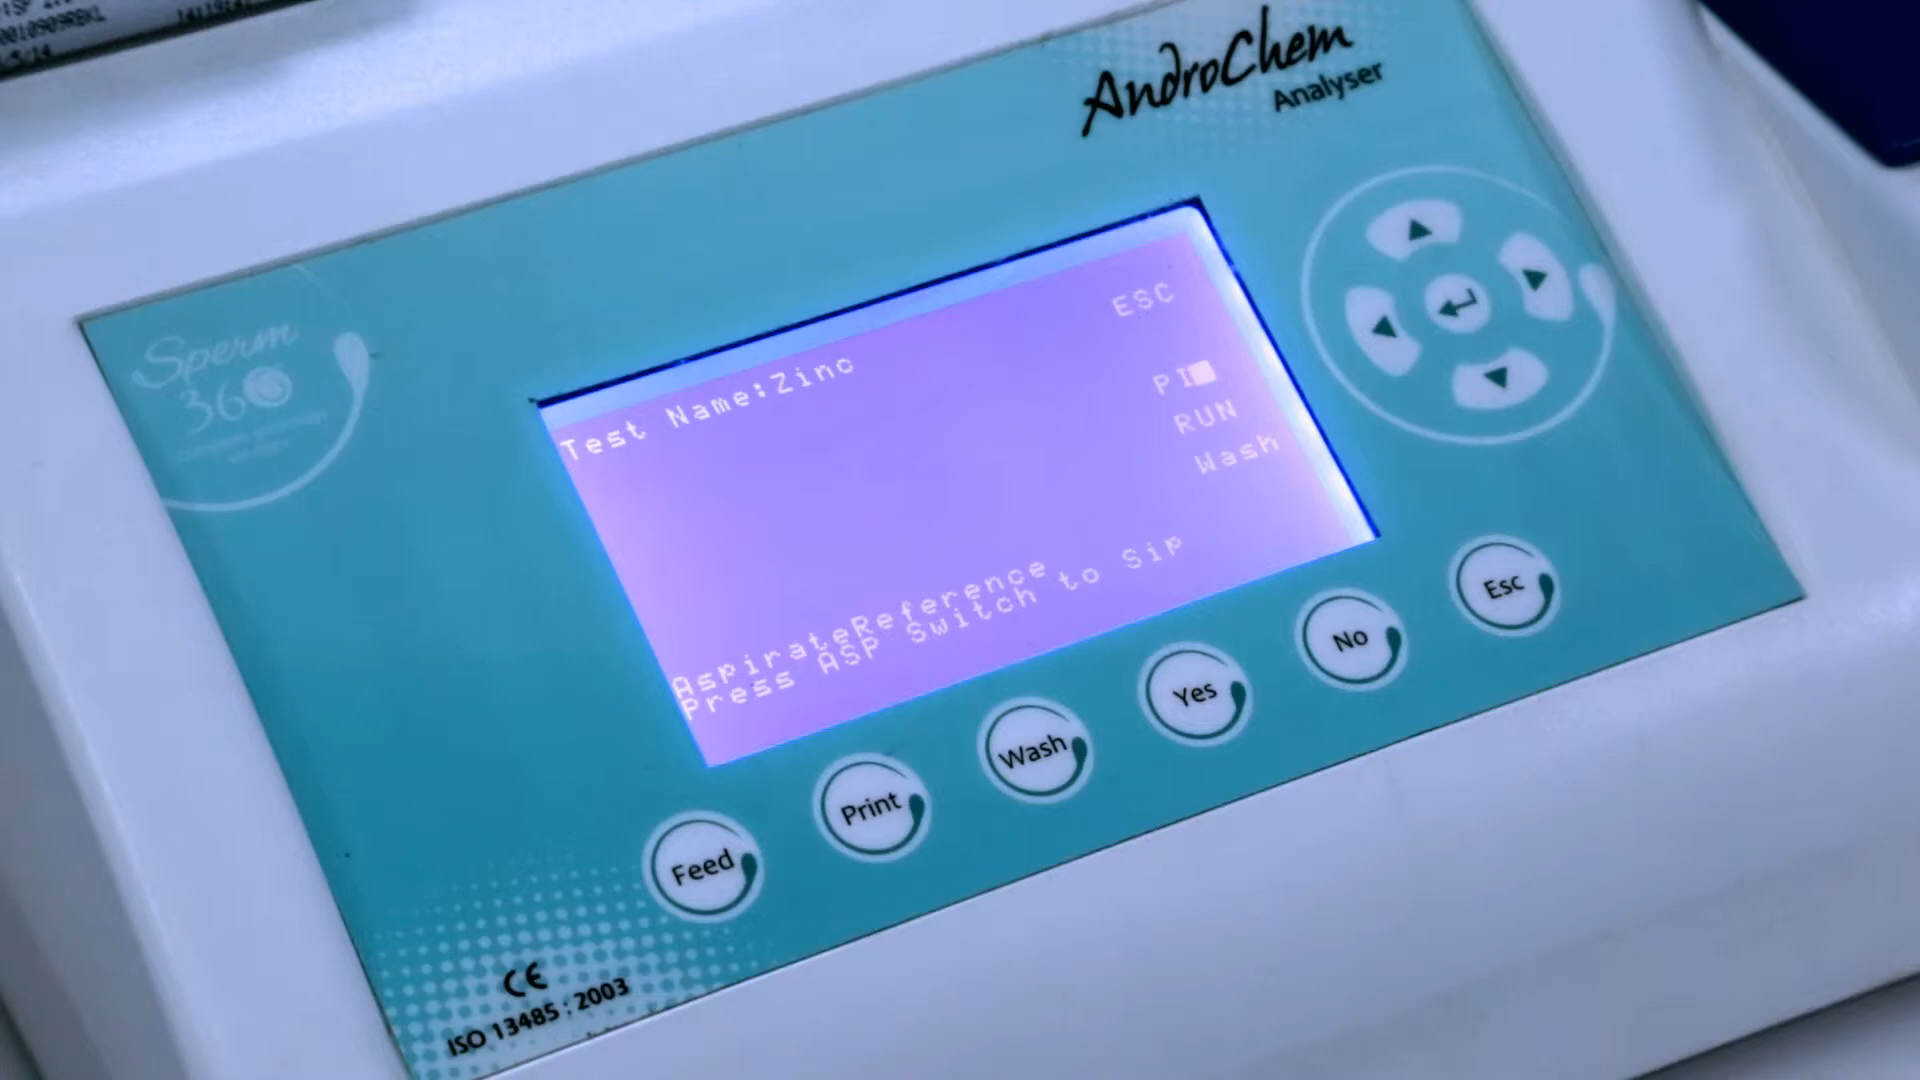 AndroChem
Analyser
Sperm
360
Test Name:Zinc
ESC
PI
RUN
Wash
AspirateReference
Press ASP Switch to Sip
Feed
Print
Wash
Yes
No
Esc
CE
ISO 13485 : 2003